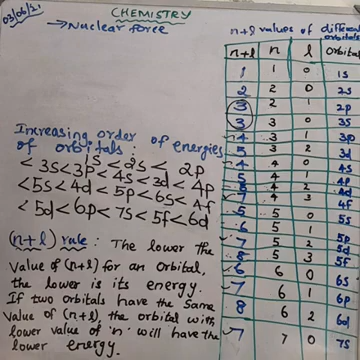 03/06/21
CHEMISTRY
→ Nuclear force
Increasing order of energies
of orbitals:
1s < 2s < 2p
< 3s < 3p < 4s < 3d < 4p
< 5s < 4d < 5p < 6s < 4f
< 5d < 6p < 7s < 5f < 6d
(n+l) rule: The lower the
value of (n+l) for an orbital,
the lower is its energy.
If two orbitals have the same
value of (n+l), the orbital with
lower value of 'n' will have the
lower energy.
n+l values of different
orbitals
n+l n l orbital
1 1 0 1s
2 2 0 2s
3 2 1 2p
3 3 0 3s
4 3 1 3p
5 3 2 3d
4 4 0 4s
5 4 1 4p
6 4 2 4d
7 4 3 4f
5 5 0 5s
6 5 1 5p
7 5 2 5d
8 5 3 5f
6 6 0 6s
7 6 1 6p
8 6 2 6d
7 7 0 7s